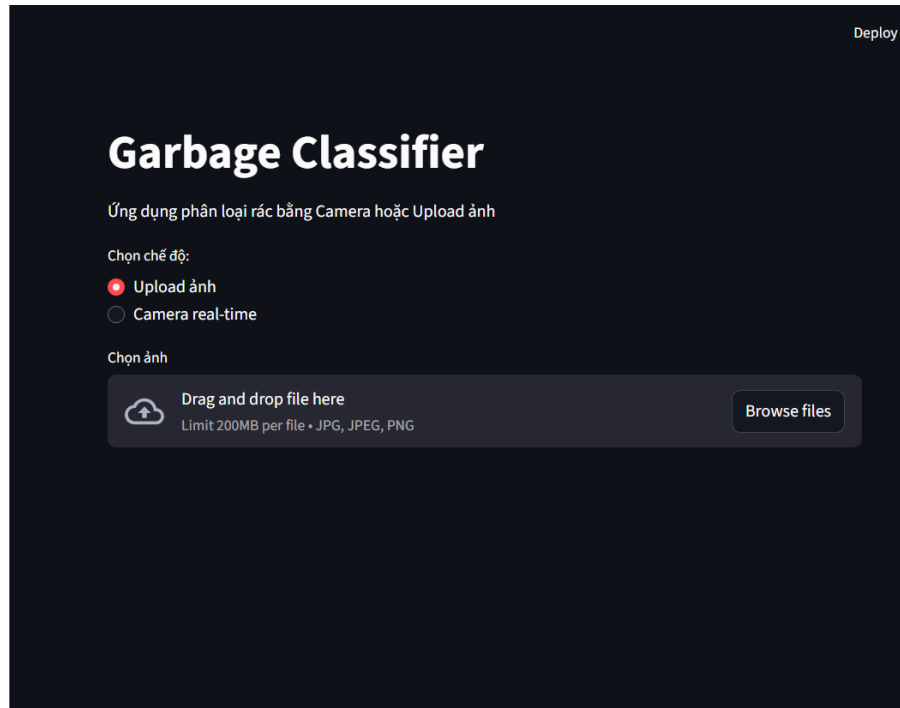 Deploy
Garbage Classifier
Ứng dụng phân loại rác bằng Camera hoặc Upload ảnh
Chọn chế độ:
Upload ảnh
Camera real-time
Chọn ảnh
Drag and drop file here
Limit 200MB per file • JPG, JPEG, PNG
Browse files